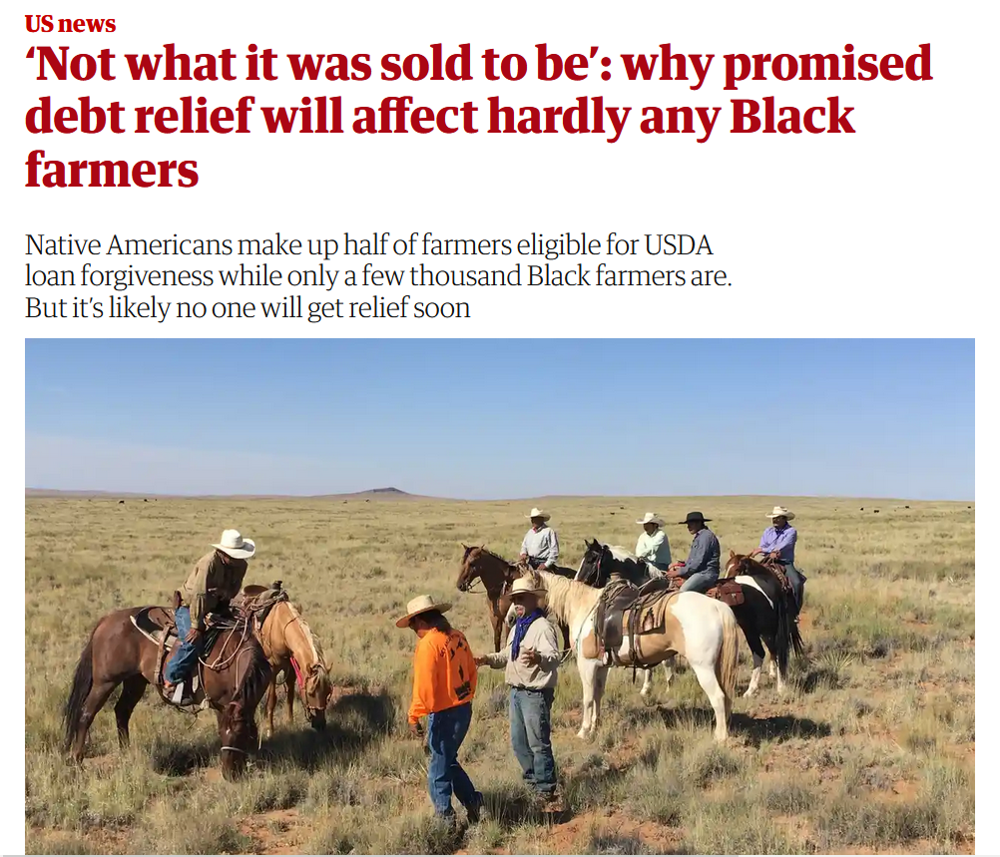 US news
‘Not what it was sold to be’: why promised
debt relief will affect hardly any Black
farmers
Native Americans make up half of farmers eligible for USDA
loan forgiveness while only a few thousand Black farmers are.
But it’s likely no one will get relief soon